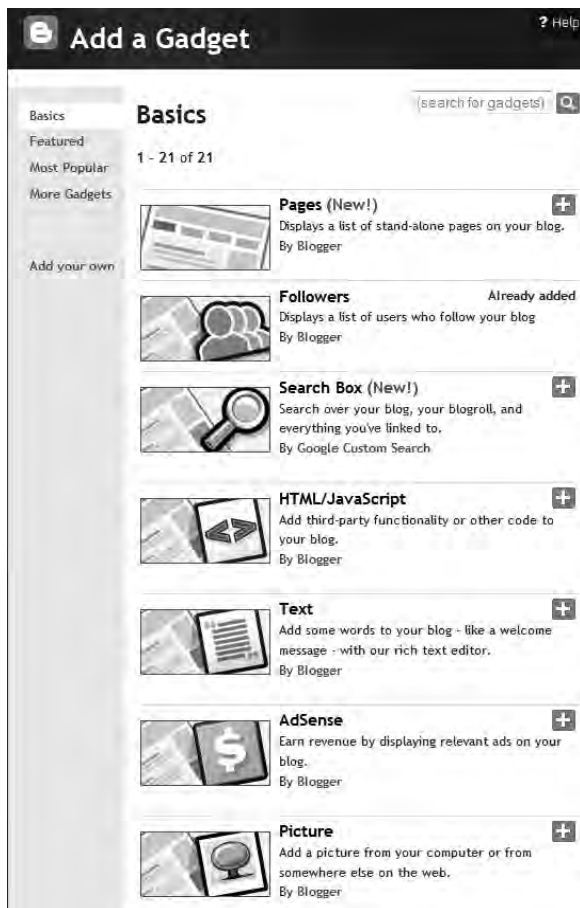 Add a Gadget
? Help
Basics
Featured
Most Popular
More Gadgets
Add your own
Basics
(search for gadgets)
1 - 21 of 21
Pages (New!)
Displays a list of stand-alone pages on your blog.
By Blogger
Followers
Already added
Displays a list of users who follow your blog
By Blogger
Search Box (New!)
Search over your blog, your blogroll, and
everything you've linked to.
By Google Custom Search
HTML/JavaScript
Add third-party functionality or other code to
your blog.
By Blogger
Text
Add some words to your blog - like a welcome
message - with our rich text editor.
By Blogger
AdSense
Earn revenue by displaying relevant ads on your
blog.
By Blogger
Picture
Add a picture from your computer or from
somewhere else on the web.
By Blogger